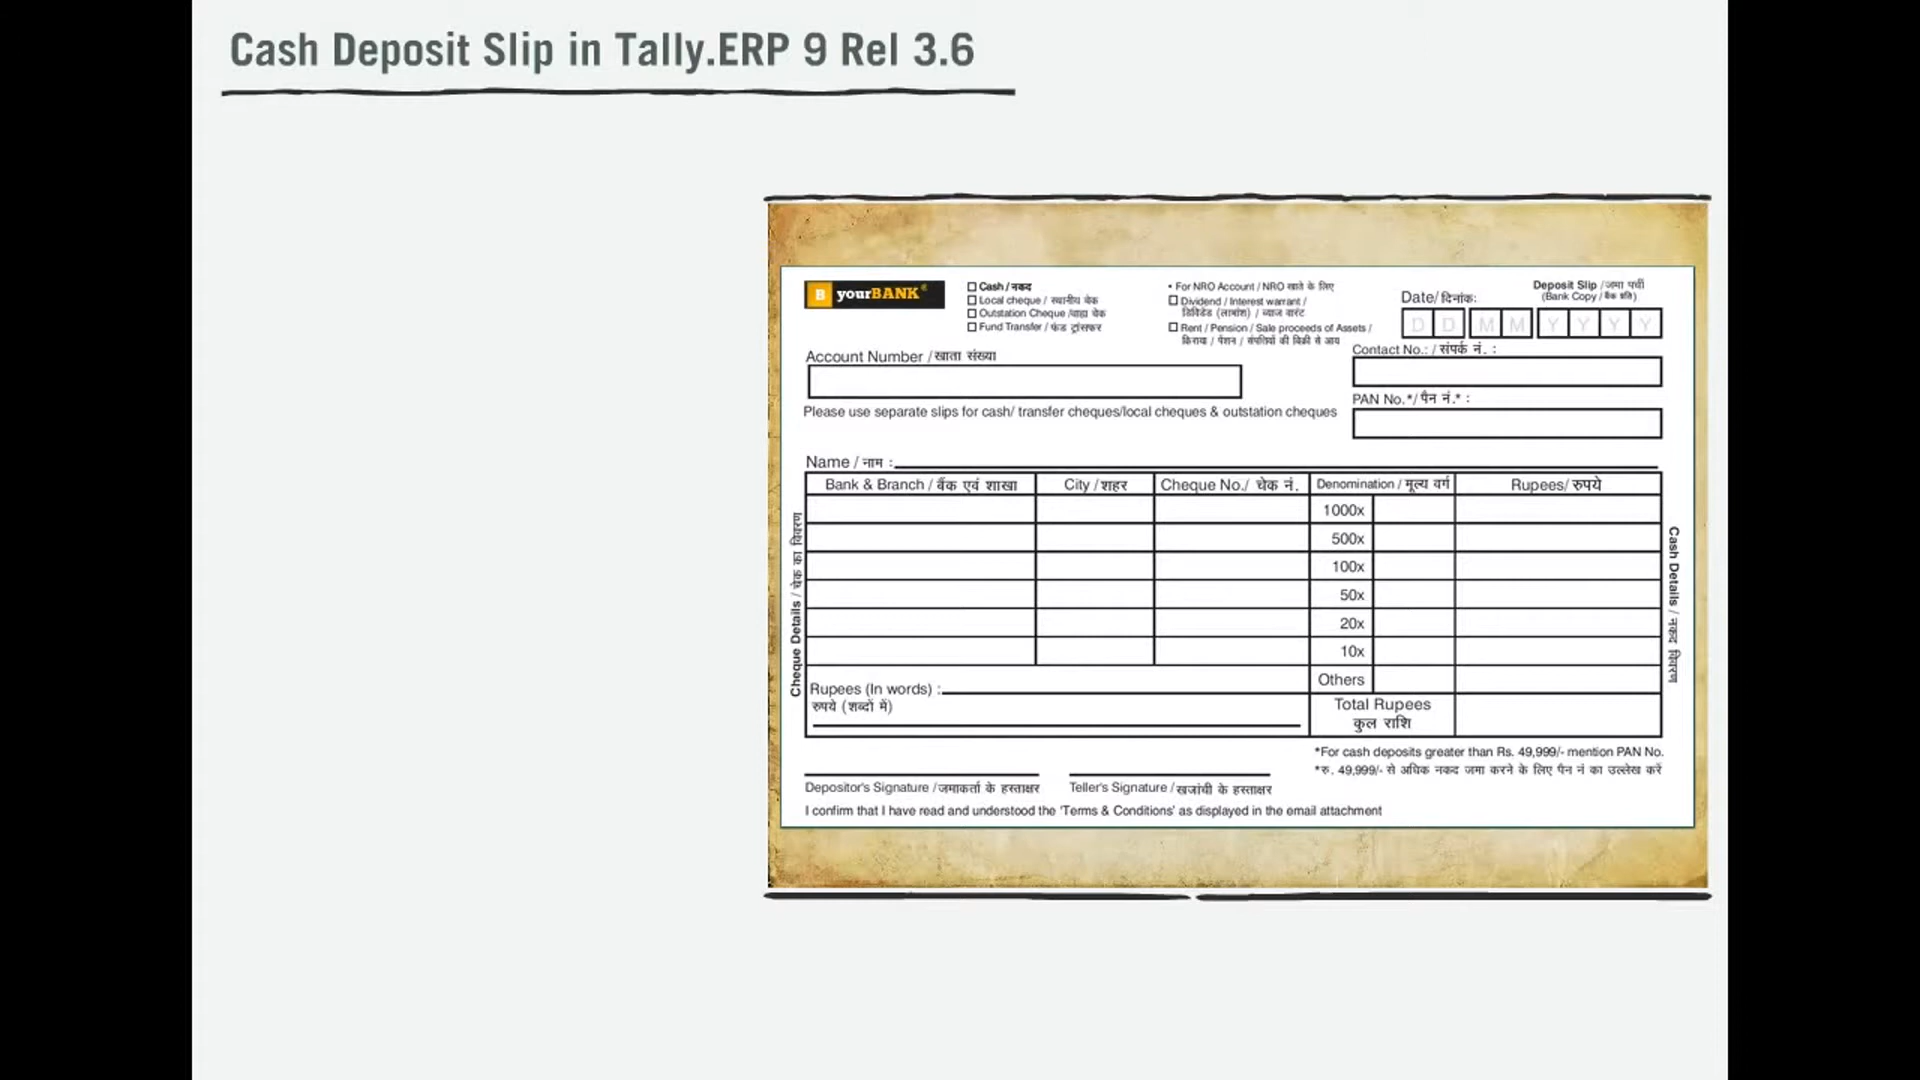 Cash Deposit Slip in Tally.ERP 9 Rel 3.6
B yourBANK®
Cash / नकद
Local cheque / स्थानीय चेक
Outstation Cheque /बाह्य चेक
Fund Transfer / फंड ट्रांसफर
• For NRO Account / NRO खाते के लिए
Dividend / Interest warrant /
डिविडेंड (लाभांश) / व्याज वारंट
Rent / Pension / Sale proceeds of Assets /
किराया / पेंशन / संपत्तियों की बिक्री से आय
Deposit Slip /जमा पर्ची
(Bank Copy / बैंक प्रति)
Date/ दिनांक:
D D M M Y Y Y Y
Account Number / खाता संख्या
Contact No.: / संपर्क नं. :
Please use separate slips for cash/ transfer cheques/local cheques & outstation cheques
PAN No.*/ पैन नं.* :
Name / नाम :
Bank & Branch / बैंक एवं शाखा City / शहर Cheque No./ चेक नं. Denomination / मूल्य वर्ग Rupees/ रुपये
Cheque Details / चेक का विवरण
1000x
500x
100x
50x
20x
10x
Others
Cash Details / नकद विवरण
Rupees (In words) :
रुपये (शब्दों में)
Total Rupees
कुल राशि
*For cash deposits greater than Rs. 49,999/- mention PAN No.
*रु. 49,999/- से अधिक नकद जमा करने के लिए पैन नं का उल्लेख करें
Depositor's Signature / जमाकर्ता के हस्ताक्षर Teller's Signature / खजांची के हस्ताक्षर
I confirm that I have read and understood the 'Terms & Conditions' as displayed in the email attachment